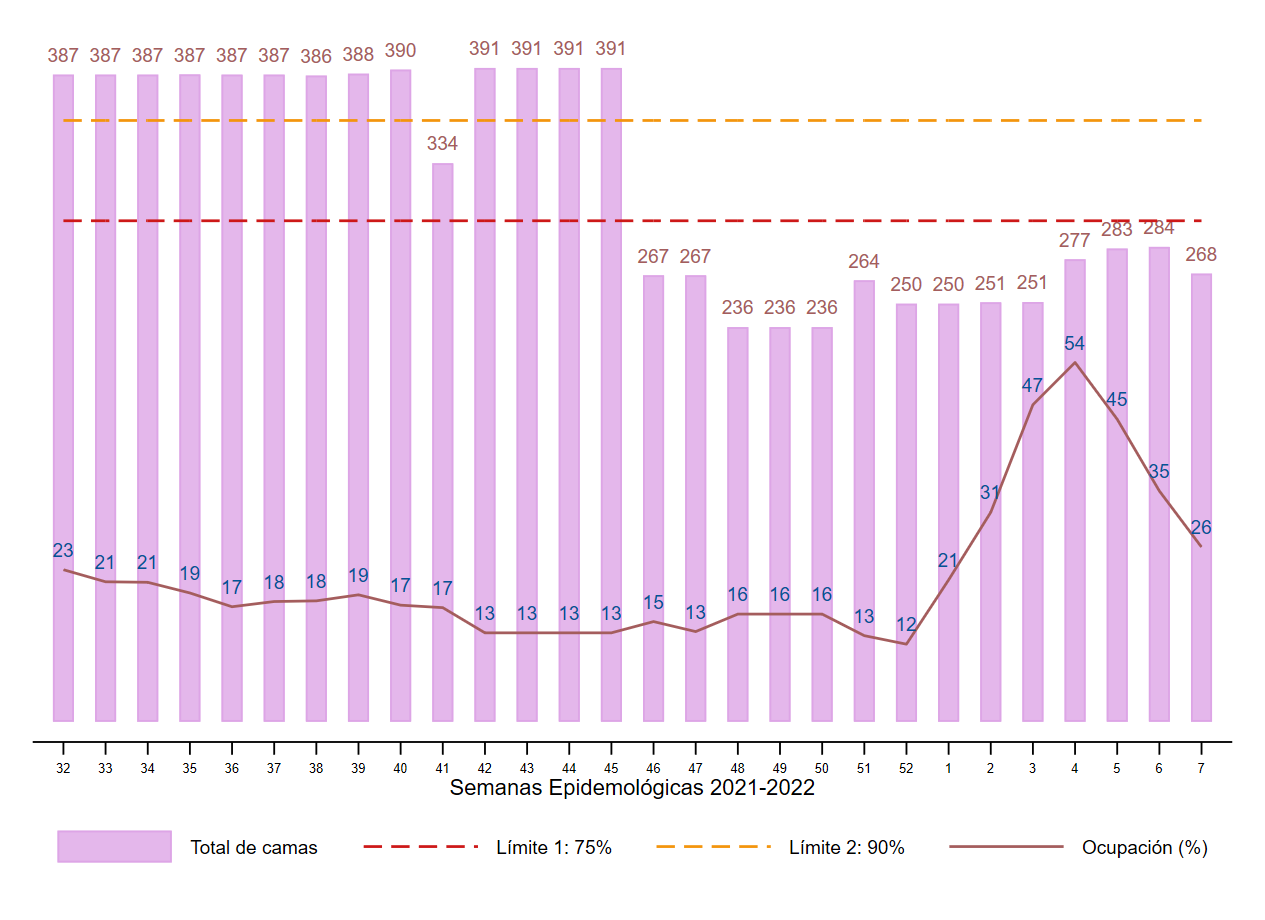 387 387 387 387 387 387 386 388 390 334 391 391 391 391 267 267 236 236 236 264 250 250 251 251 277 283 284 268
23 21 21 19 17 18 18 19 17 17 13 13 13 13 15 13 16 16 16 13 12 21 31 47 54 45 35 26
32 33 34 35 36 37 38 39 40 41 42 43 44 45 46 47 48 49 50 51 52 1 2 3 4 5 6 7
Semanas Epidemológicas 2021-2022
Total de camas Límite 1: 75% Límite 2: 90% Ocupación (%)